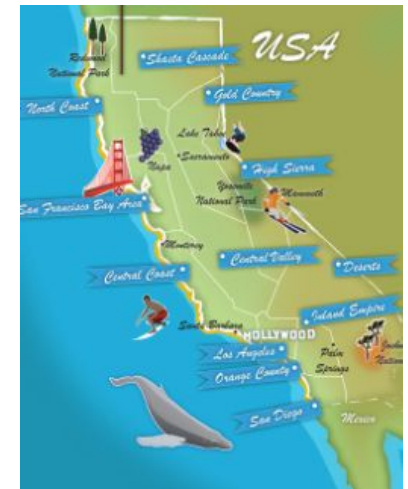 USA
Redwood
National Park
Shasta Cascade
Gold Country
North Coast
Lake Tahoe
Sacramento
Napa
High Sierra
Yosemite
National Park
Mammoth
San Francisco Bay Area
Monterey
Central Valley
Deserts
Central Coast
Inland Empire
Santa Barbara
HOLLYWOOD
Los Angeles
Palm
Springs
Orange County
San Diego
Mexico